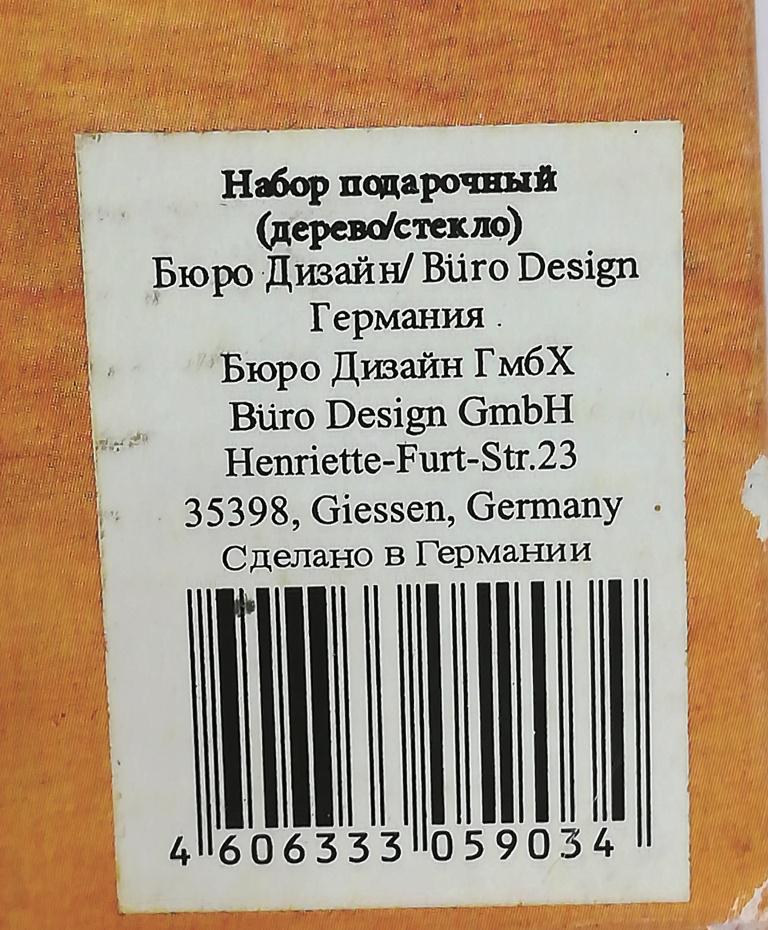 Набор подарочный
(дерево/стекло)
Бюро Дизайн/ Büro Design
Германия
Бюро Дизайн ГмбХ
Büro Design GmbH
Henriette-Furt-Str.23
35398, Giessen, Germany
Сделано в Германии
4 606333 059034